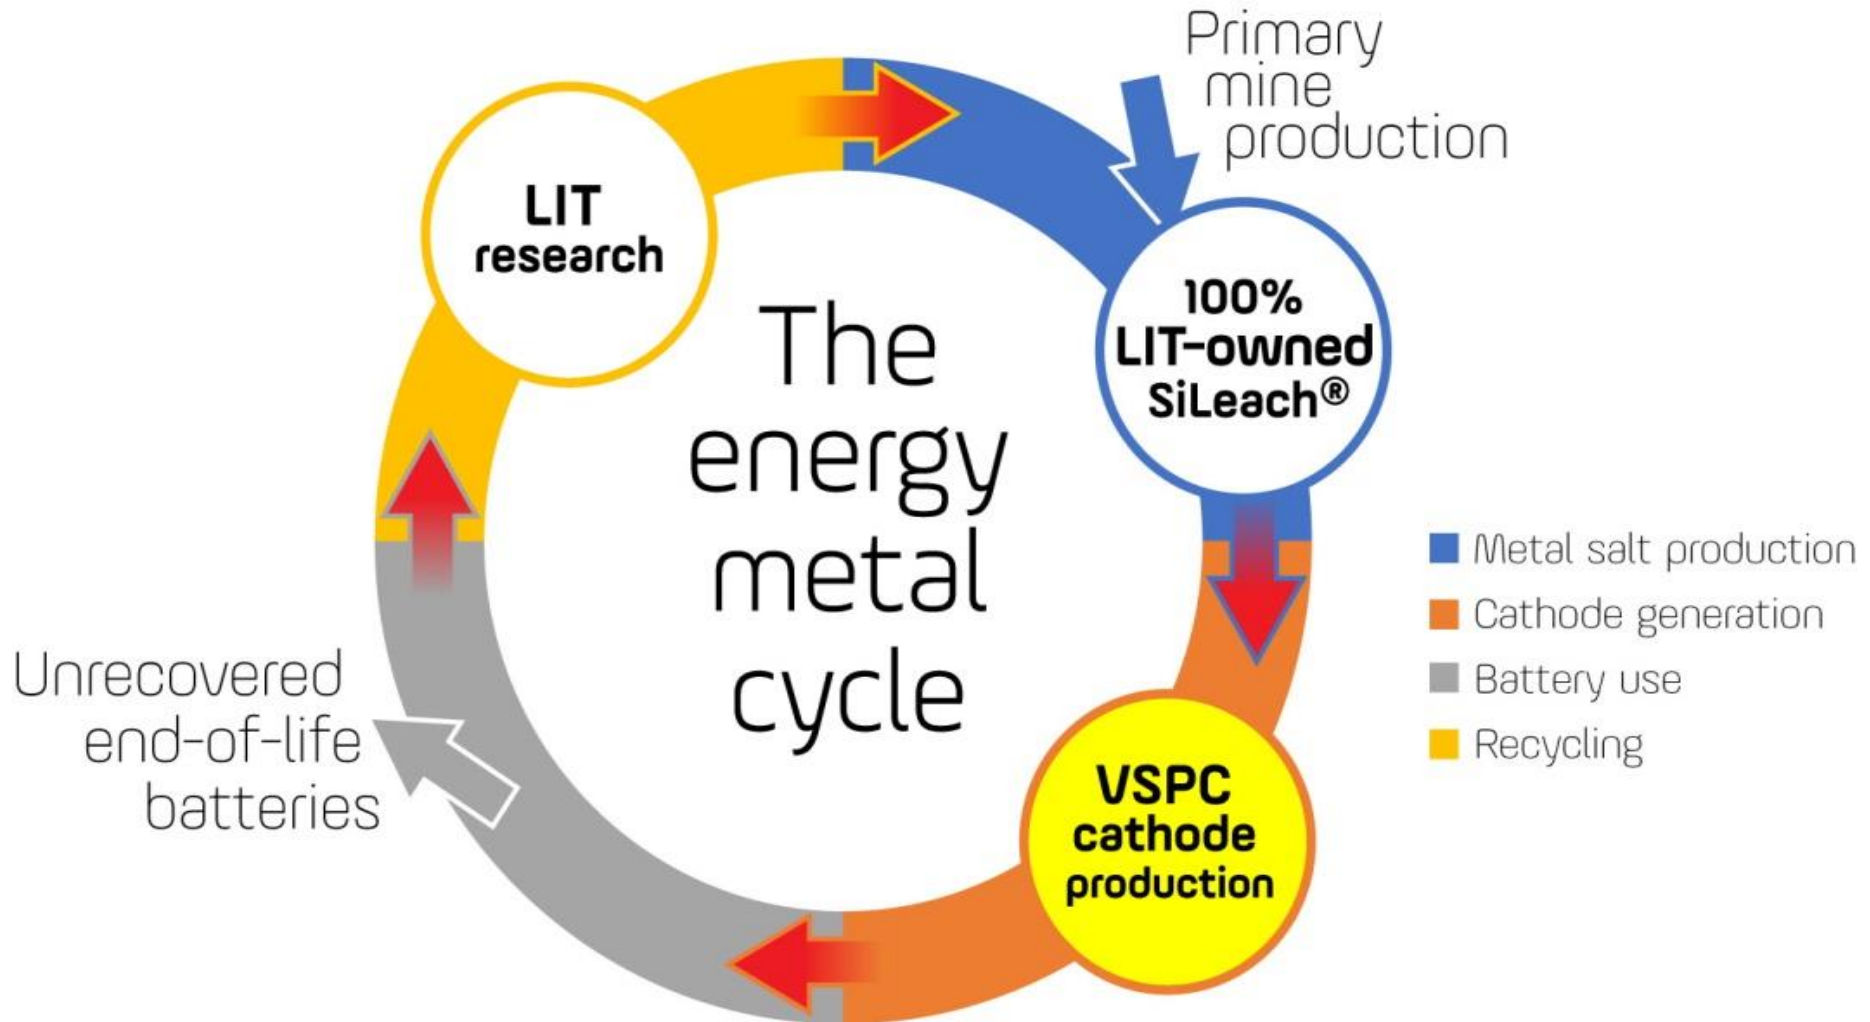 Primary
mine
production
LIT
research
100%
LIT-owned
SiLeach®
The
energy
metal
cycle
Metal salt production
Cathode generation
Battery use
Recycling
Unrecovered
end-of-life
batteries
VSPC
cathode
production